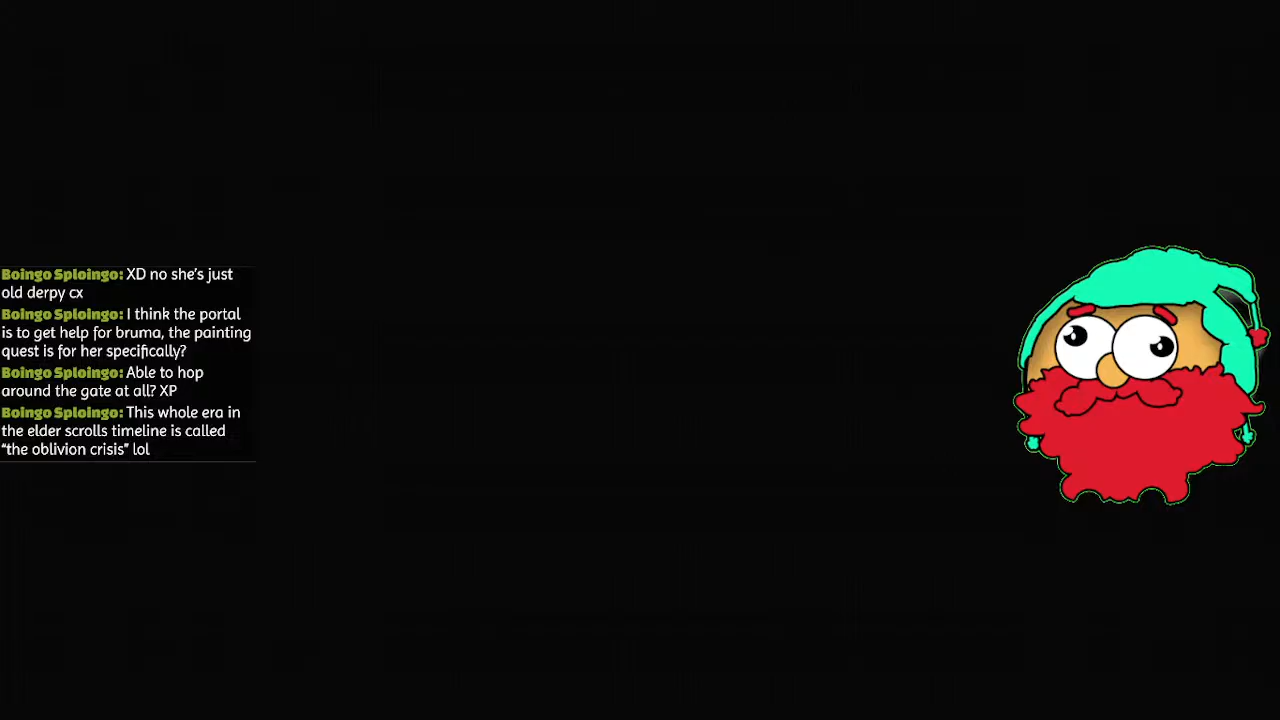 Boingo Sploingo: XD no she's just
old derpy cx
Boingo Sploingo: I think the portal
is to get help for bruma, the painting
quest is for her specifically?
Boingo Sploingo: Able to hop
around the gate at all? XP
Boingo Sploingo: This whole era in
the elder scrolls timeline is called
“the oblivion crisis” lol